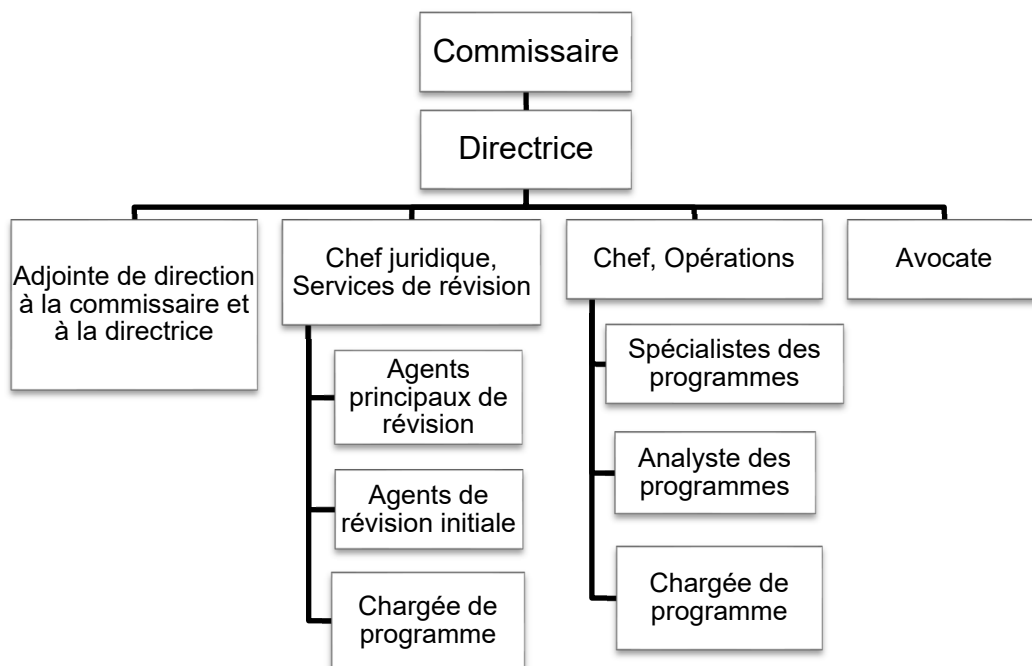 Commissaire
Directrice
Adjointe de direction
à la commissaire et
à la directrice
Chef juridique,
Services de révision
Agents
principaux de
révision
Agents de
révision initiale
Chargée de
programme
Chef, Opérations
Spécialistes des
programmes
Analyste des
programmes
Chargée de
programme
Avocate